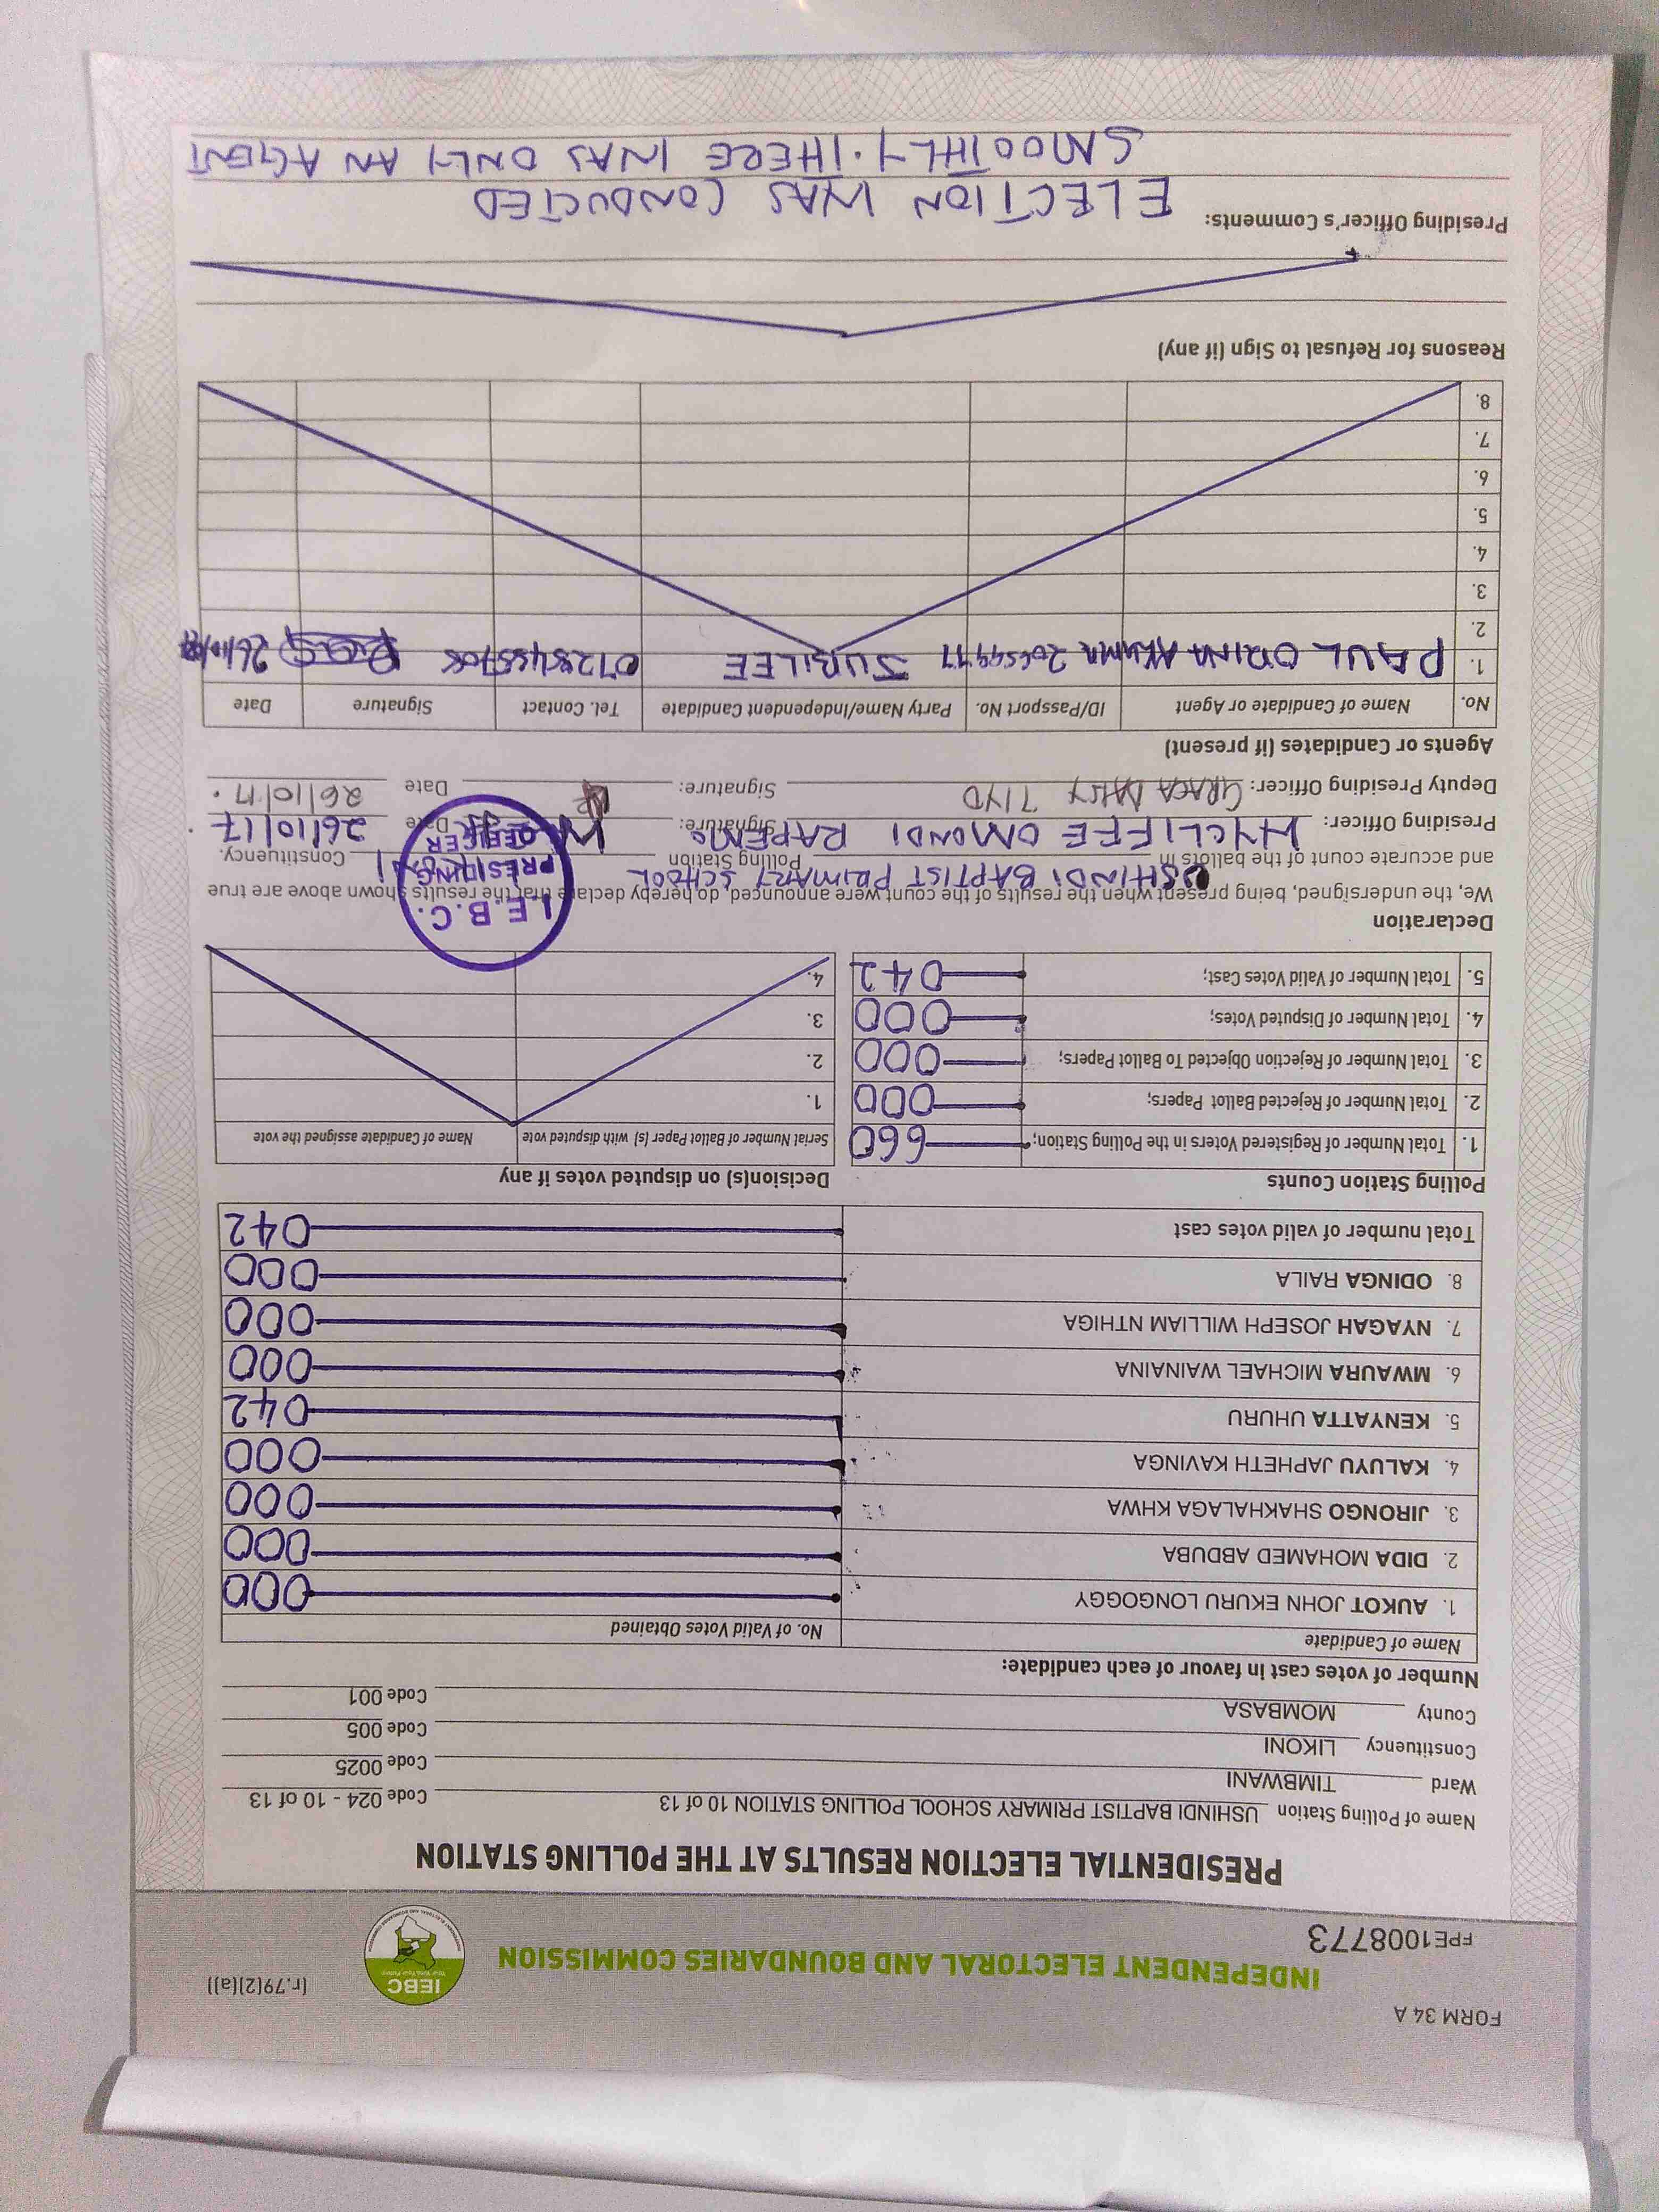 FORM 34 A
(r.79(2)(a))
INDEPENDENT ELECTORAL AND BOUNDARIES COMMISSION
IEBC
FPE1008773
PRESIDENTIAL ELECTION RESULTS AT THE POLLING STATION
Name of Polling Station USHINDI BAPTIST PRIMARY SCHOOL POLLING STATION 10 OF 13 Code 024 - 10 of 13
Ward TIMBWANI Code 0025
Constituency LIKONI Code 005
County MOMBASA Code 001
Number of votes cast in favour of each candidate:
Name of Candidate No. of Valid Votes Obtained
1. AUKOT JOHN EKURU LONGOGGY 000
2. DIDA MOHAMED ABDUBA 000
3. JIRONGO SHAKHALAGA KHWA 000
4. KALUYU JAPHETH KAVINGA 000
5. KENYATTA UHURU 042
6. MWAURA MICHAEL WAINAINA 000
7. NYAGAH JOSEPH WILLIAM NTHIGA 000
8. ODINGA RAILA 000
Total number of valid votes cast 042
Polling Station Counts
1. Total Number of Registered Voters in the Polling Station; 660
2. Total Number of Rejected Ballot Papers; 000
3. Total Number of Rejection Objected To Ballot Papers; 000
4. Total Number of Disputed Votes; 000
5. Total Number of Valid Votes Cast; 042
Decision(s) on disputed votes if any
Serial Number of Ballot Paper (s) with disputed vote Name of Candidate assigned the vote
1.
2.
3.
4.
Declaration
We, the undersigned, being present when the results of the count were announced, do hereby declare that the results shown above are true
and accurate count of the ballots in USHINDI BAPTIST PRIMARY SCHOOL Polling Station Constituency.
I.E.B.C.
PRESIDING
OFFICER
Presiding Officer: WYCLIFFE OMONDI RAPEMO Signature: Date 26/10/17.
Deputy Presiding Officer: Signature: Date 26/10/17.
Agents or Candidates (if present)
No. Name of Candidate or Agent ID/Passport No. Party Name/Independent Candidate Tel. Contact Signature Date
1. PAUL ORINA JUBILEE
2.
3.
4.
5.
6.
7.
8.
Reasons for Refusal to Sign (if any)
Presiding Officer's Comments: ELECTION WAS CONDUCTED
SMOOTHLY. THERE WAS ONLY AN AGENT